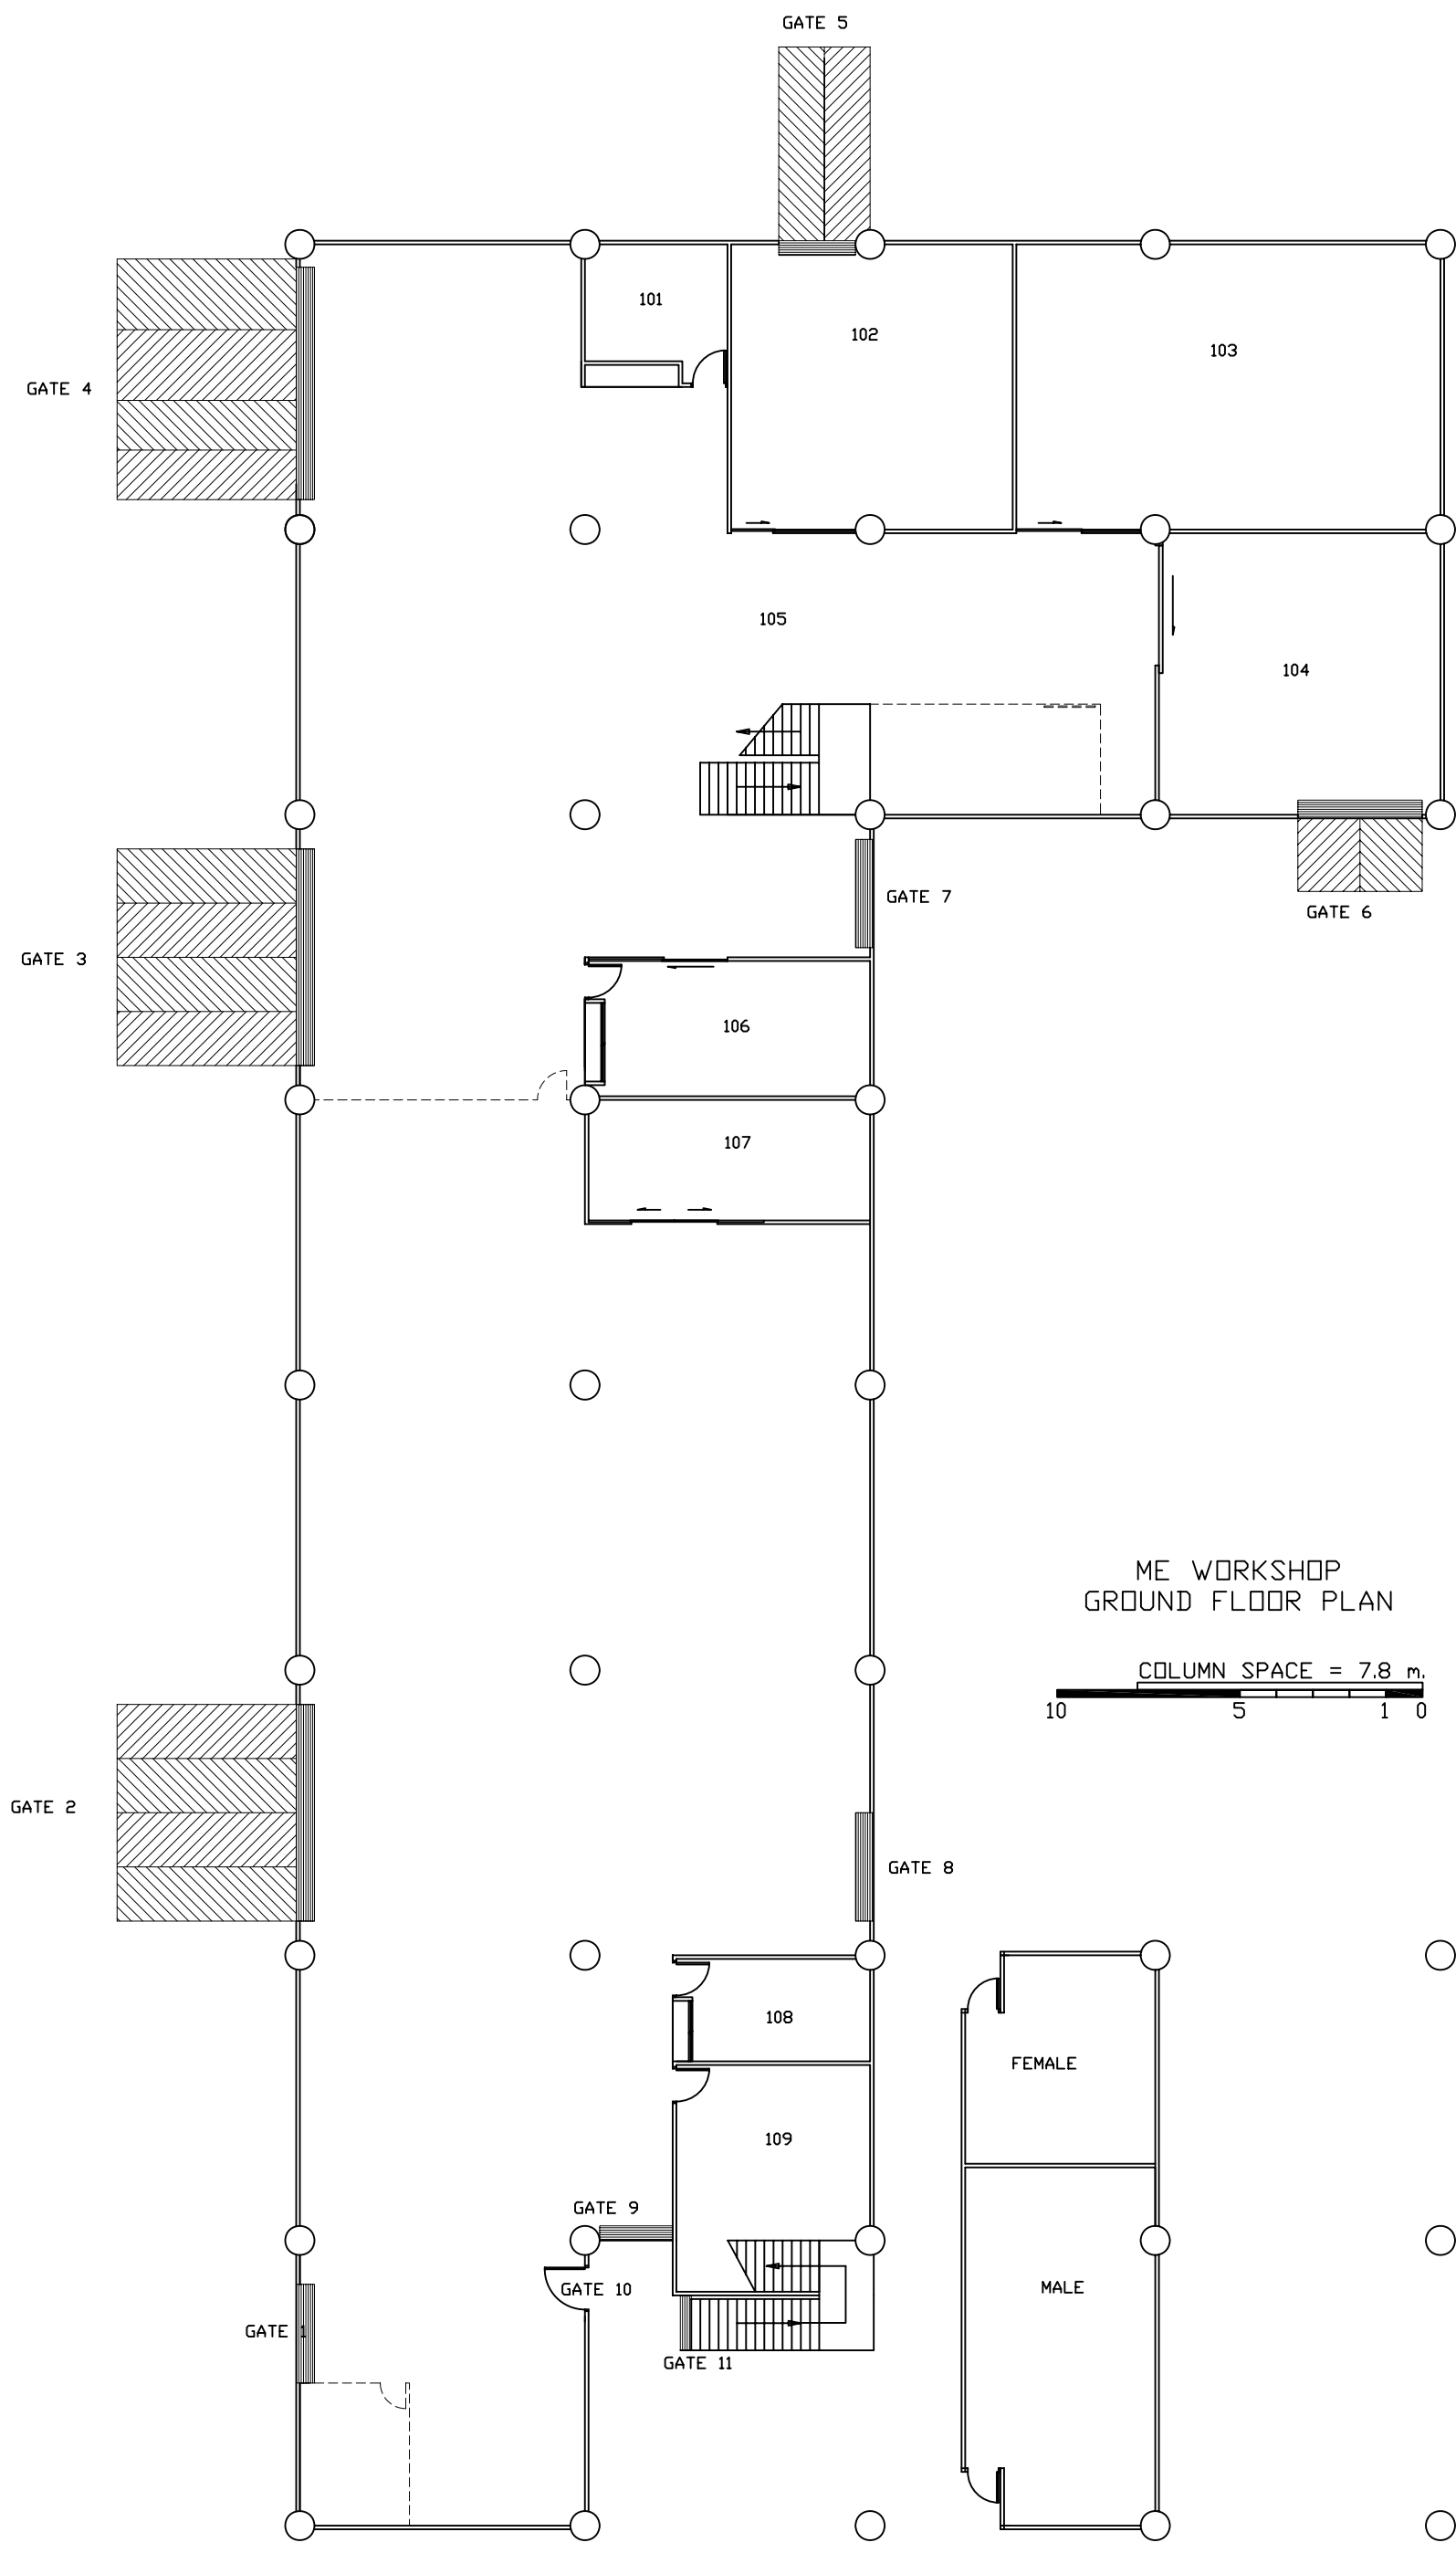 GATE 5
101
102
103
GATE 4
105
104
GATE 7
GATE 6
GATE 3
106
107
ME WORKSHOP
GROUND FLOOR PLAN
COLUMN SPACE = 7.8 m.
10 5 1 0
GATE 2
GATE 8
108
FEMALE
109
GATE 9
GATE 10
MALE
GATE 1
GATE 11